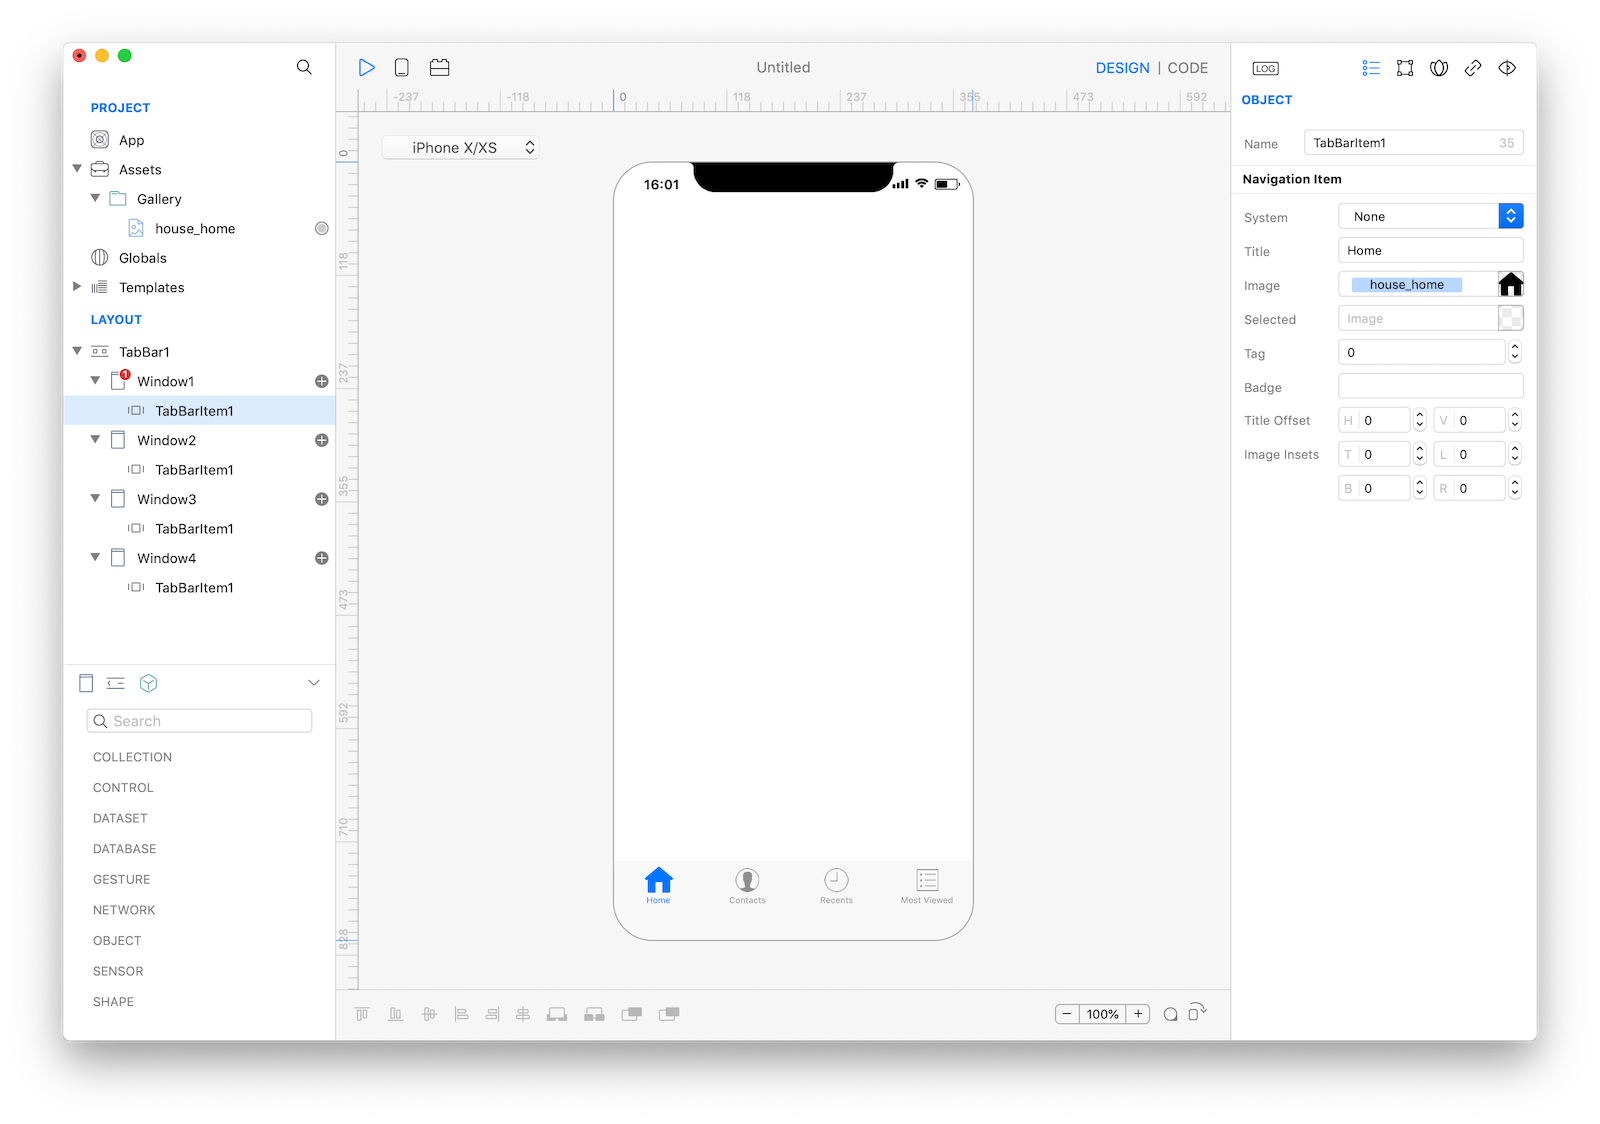 PROJECT
App
Assets
Gallery
house_home
Globals
Templates
LAYOUT
TabBar1
1
Window1
TabBarItem1
Window2
TabBarItem1
Window3
TabBarItem1
Window4
TabBarItem1
Search
COLLECTION
CONTROL
DATASET
DATABASE
GESTURE
NETWORK
OBJECT
SENSOR
SHAPE
Untitled
DESIGN | CODE
-237 -118 0 118 237 355 473 592
0
118
237
355
473
592
710
828
iPhone X/XS
16:01
Home
Contacts
Recents
Most Viewed
− 100% +
LOG
OBJECT
Name TabBarItem1 35
Navigation Item
System None
Title Home
Image house_home
Selected Image
Tag 0
Badge
Title Offset H 0 V 0
Image Insets T 0 L 0
B 0 R 0